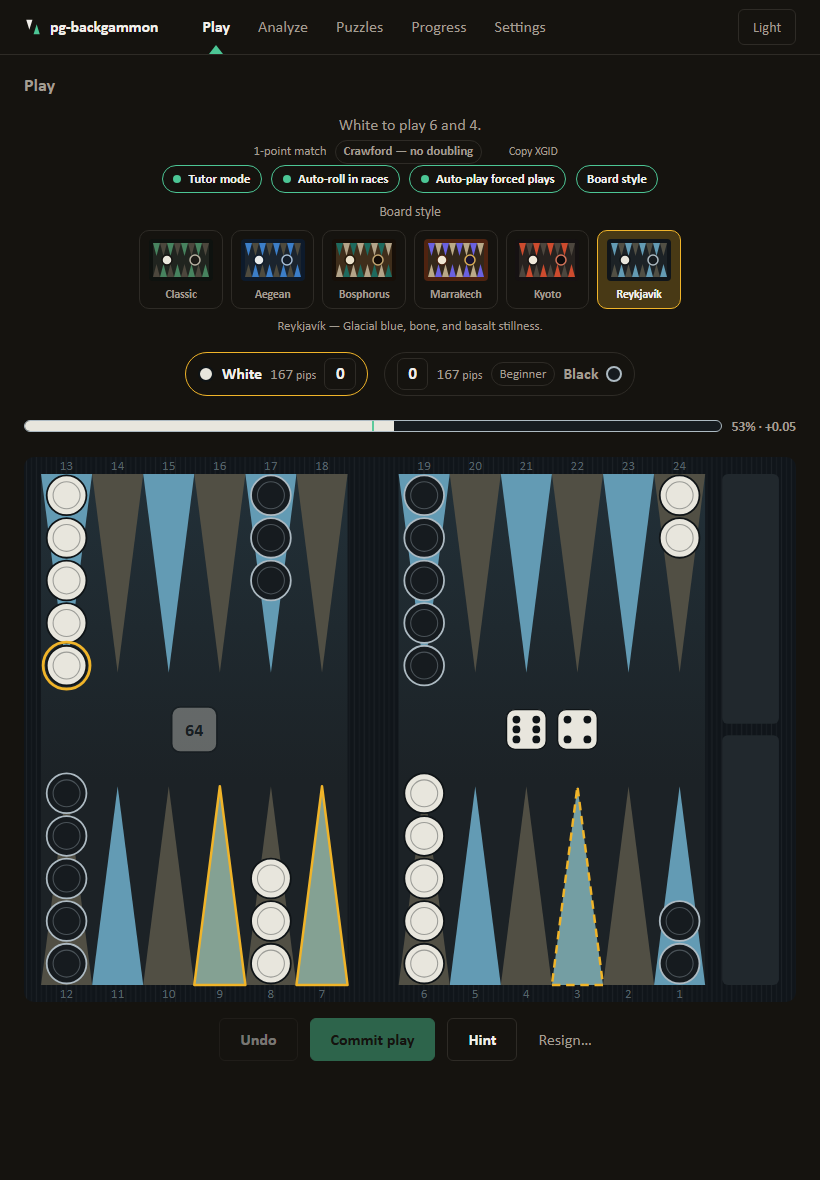 pg-backgammon Play Analyze Puzzles Progress Settings Light
Play
White to play 6 and 4.
1-point match Crawford — no doubling Copy XGID
Tutor mode Auto-roll in races Auto-play forced plays Board style
Board style
Classic Aegean Bosphorus Marrakech Kyoto Reykjavík
Reykjavík — Glacial blue, bone, and basalt stillness.
White 167 pips 0 0 167 pips Beginner Black
53% · +0.05
13 14 15 16 17 18 19 20 21 22 23 24
64
12 11 10 9 8 7 6 5 4 3 2 1
Undo Commit play Hint Resign…